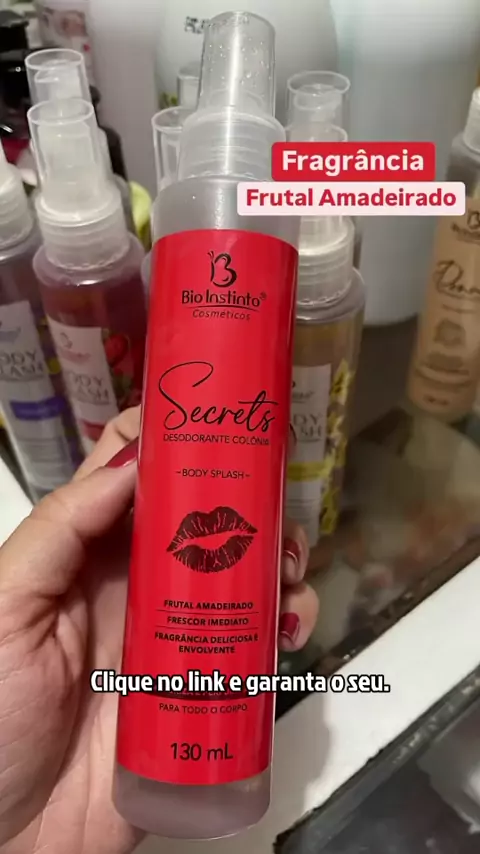 Fragrância
Frutal Amadeirado
Bio Instinto®
Cosméticos
Secrets
DESODORANTE COLÔNIA
-BODY SPLASH-
FRUTAL AMADEIRADO
FRESCOR IMEDIATO
FRAGRÂNCIA DELICIOSA E
ENVOLVENTE
Clique no link e garanta o seu.
PARA TODO O CORPO
130 mL